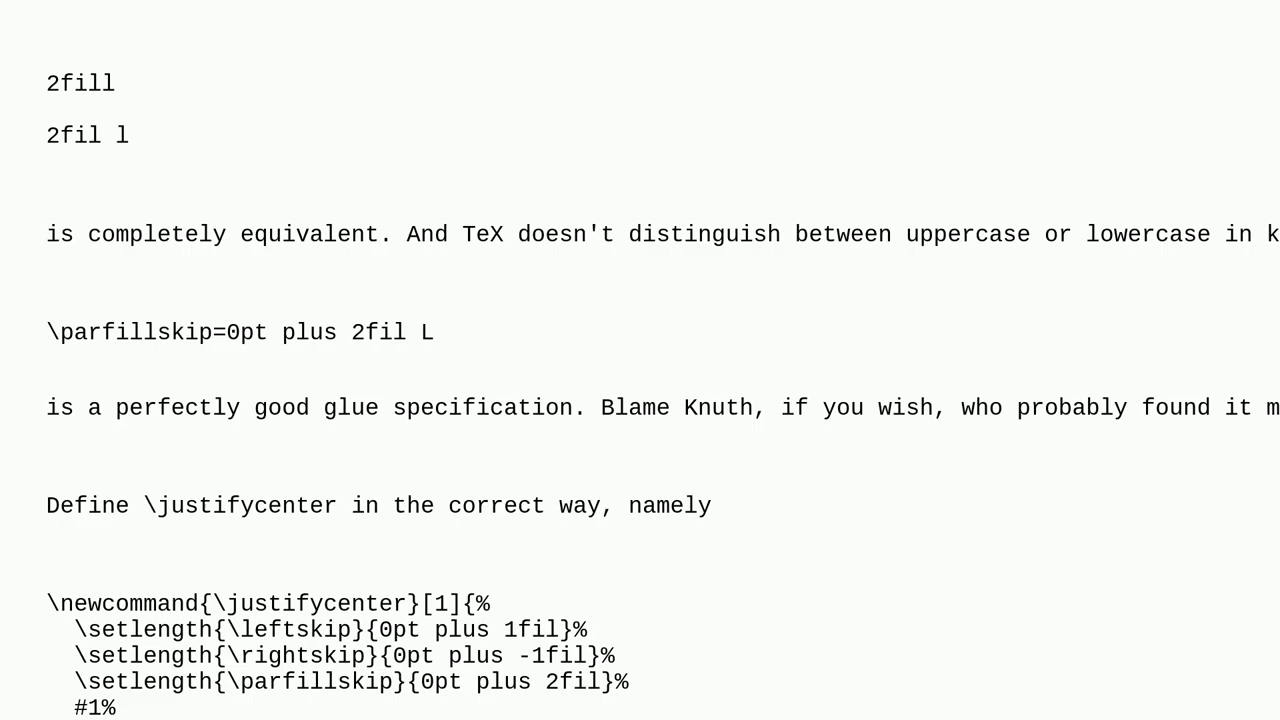 2fill
2fil l
is completely equivalent. And TeX doesn't distinguish between uppercase or lowercase in
\parfillskip=0pt plus 2fil L
is a perfectly good glue specification. Blame Knuth, if you wish, who probably found it
Define \justifycenter in the correct way, namely
\newcommand{\justifycenter}[1]{%
\setlength{\leftskip}{0pt plus 1fil}%
\setlength{\rightskip}{0pt plus -1fil}%
\setlength{\parfillskip}{0pt plus 2fil}%
#1%